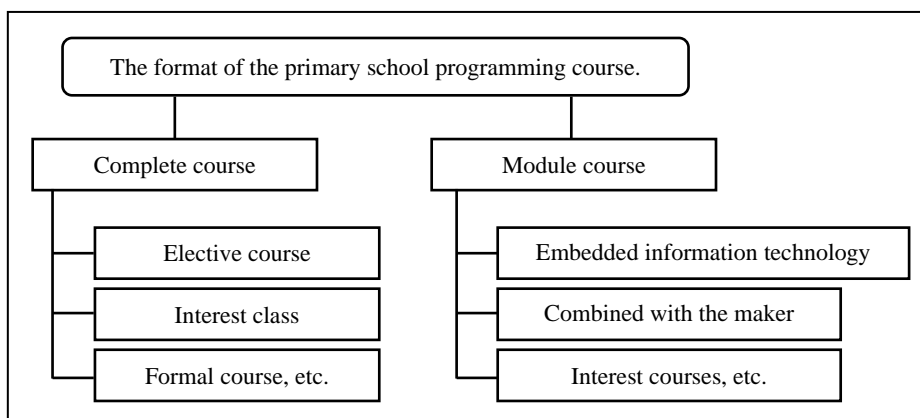 The format of the primary school programming course.
Complete course
Module course
Elective course
Embedded information technology
Interest class
Combined with the maker
Formal course, etc.
Interest courses, etc.